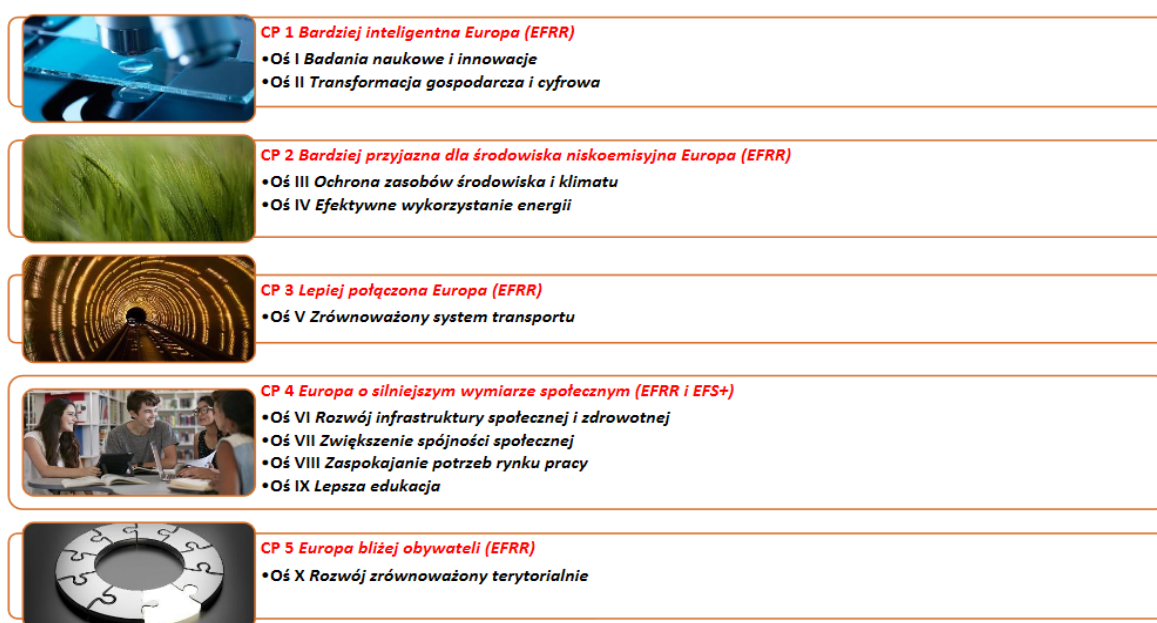 CP 1 Bardziej inteligentna Europa (EFRR)
•Oś I Badania naukowe i innowacje
•Oś II Transformacja gospodarcza i cyfrowa
CP 2 Bardziej przyjazna dla środowiska niskoemisyjna Europa (EFRR)
•Oś III Ochrona zasobów środowiska i klimatu
•Oś IV Efektywne wykorzystanie energii
CP 3 Lepiej połączona Europa (EFRR)
•Oś V Zrównoważony system transportu
CP 4 Europa o silniejszym wymiarze społecznym (EFRR i EFS+)
•Oś VI Rozwój infrastruktury społecznej i zdrowotnej
•Oś VII Zwiększenie spójności społecznej
•Oś VIII Zaspokajanie potrzeb rynku pracy
•Oś IX Lepsza edukacja
CP 5 Europa bliżej obywateli (EFRR)
•Oś X Rozwój zrównoważony terytorialnie